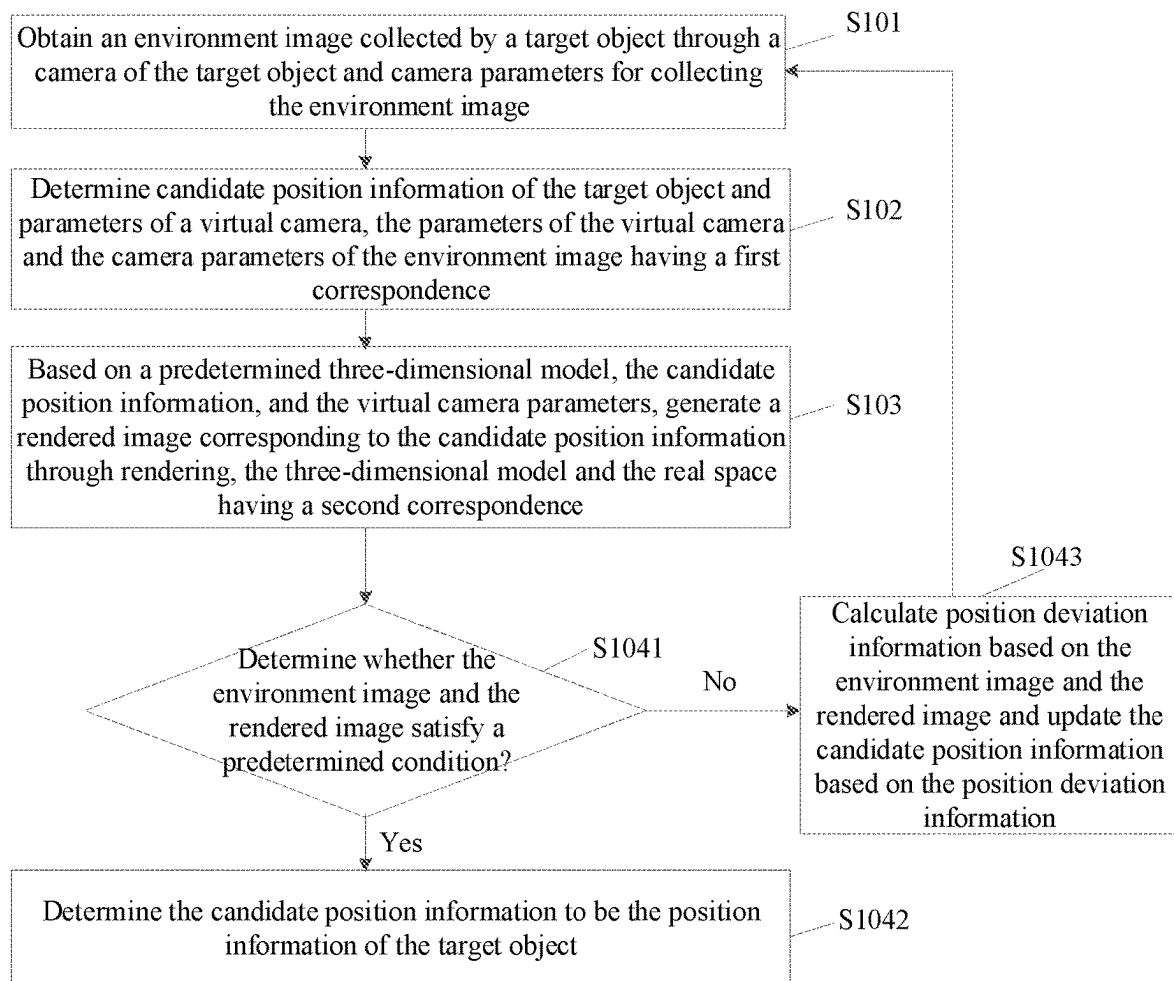 S101
Obtain an environment image collected by a target object through a
camera of the target object and camera parameters for collecting
the environment image
Determine candidate position information of the target object and
parameters of a virtual camera, the parameters of the virtual camera
and the camera parameters of the environment image having a first
correspondence
S102
Based on a predetermined three-dimensional model, the candidate
position information, and the virtual camera parameters, generate a
rendered image corresponding to the candidate position information
through rendering, the three-dimensional model and the real space
having a second correspondence
S103
Determine whether the
environment image and the
rendered image satisfy a
predetermined condition?
S1041
No
S1043
Calculate position deviation
information based on the
environment image and the
rendered image and update the
candidate position information
based on the position deviation
information
Yes
Determine the candidate position information to be the position
information of the target object
S1042